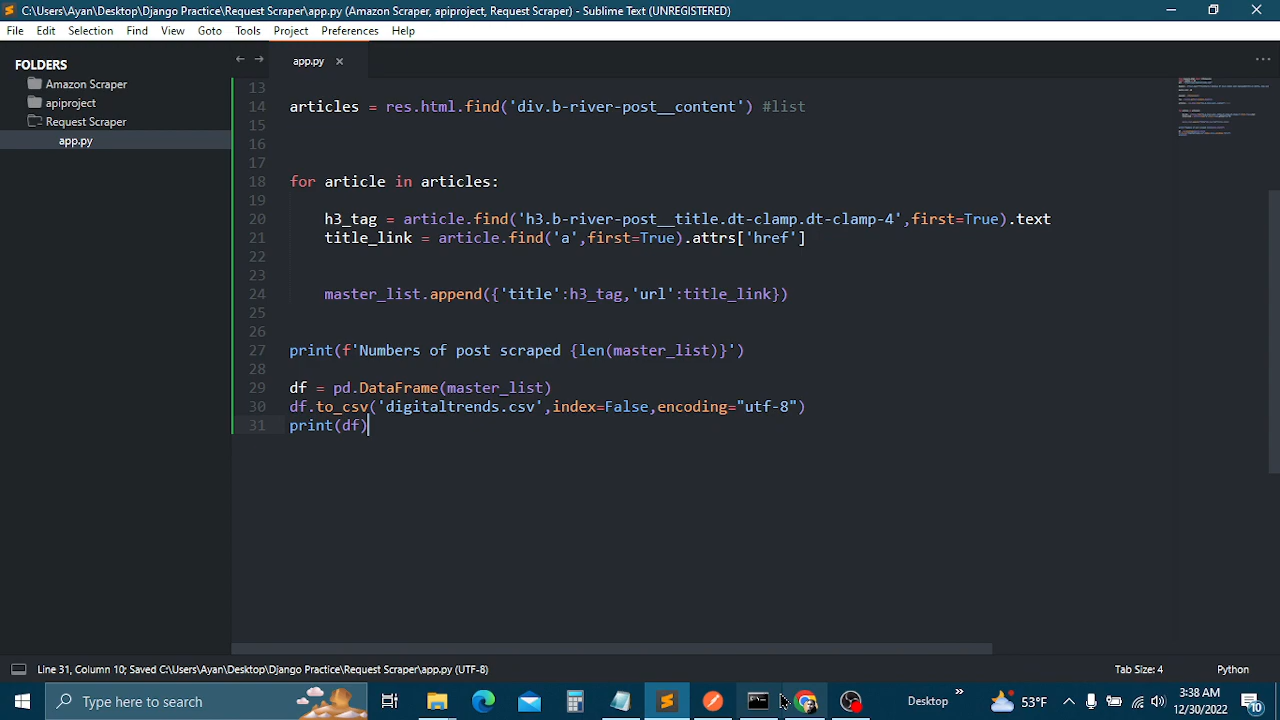 C:\Users\Ayan\Desktop\Django Practice\Request Scraper\app.py (Amazon Scraper, apiproject, Request Scraper) - Sublime Text (UNREGISTERED)
File Edit Selection Find View Goto Tools Project Preferences Help
FOLDERS
Amazon Scraper
apiproject
Request Scraper
app.py
app.py
13
14 articles = res.html.find('div.b-river-post__content') #list
15
16
17
18 for article in articles:
19
20 h3_tag = article.find('h3.b-river-post__title.dt-clamp.dt-clamp-4',first=True).text
21 title_link = article.find('a',first=True).attrs['href']
22
23
24 master_list.append({'title':h3_tag,'url':title_link})
25
26
27 print(f'Numbers of post scraped {len(master_list)}')
28
29 df = pd.DataFrame(master_list)
30 df.to_csv('digitaltrends.csv',index=False,encoding="utf-8")
31 print(df)
Line 31, Column 10; Saved C:\Users\Ayan\Desktop\Django Practice\Request Scraper\app.py (UTF-8)
Tab Size: 4
Python
Type here to search
Desktop
53°F
3:38 AM
12/30/2022
10